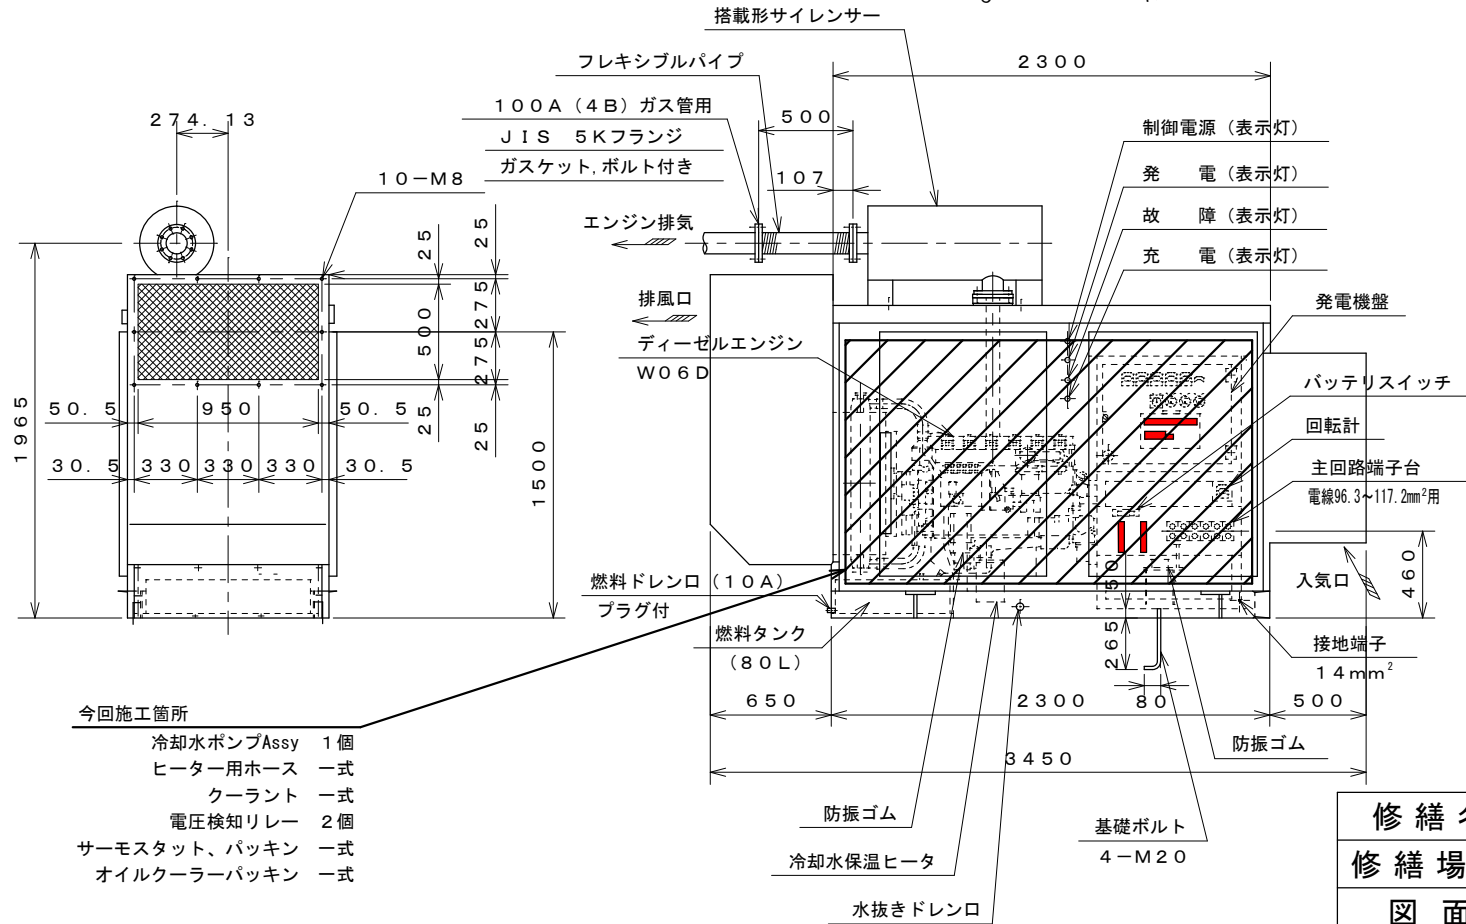 搭載形サイレンサー
フレキシブルパイプ
2300
274.13
100A（4B）ガス管用
500
JIS 5Kフランジ
制御電源（表示灯）
ガスケット,ボルト付き
107
10－M8
発　電（表示灯）
故　障（表示灯）
エンジン排気
充　電（表示灯）
25
25
排風口
発電機盤
275
500
ディーゼルエンジン
W06D
275
バッテリスイッチ
50.5
950
50.5
25
25
回転計
1965
30.5
330
330
330
30.5
1500
主回路端子台
電線96.3～117.2mm²用
460
燃料ドレン口（10A）
プラグ付
50
入気口
燃料タンク
（80L）
265
接地端子
14mm²
650
2300
80
500
今回施工箇所
冷却水ポンプAssy　1個
ヒーター用ホース　一式
クーラント　一式
電圧検知リレー　2個
サーモスタット、パッキン　一式
オイルクーラーパッキン　一式
防振ゴム
3450
防振ゴム
基礎ボルト
4－M20
冷却水保温ヒータ
水抜きドレン口
修繕
修繕場
図面